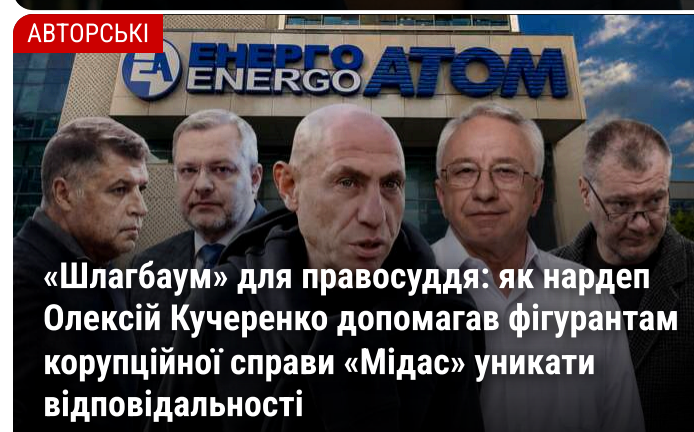 АВТОРСЬКІ
ЕНЕРГО
ENERGO
АТОМ
«Шлагбаум» для правосуддя: як нардеп
Олексій Кучеренко допомагав фігурантам
корупційної справи «Мідас» уникати
відповідальності